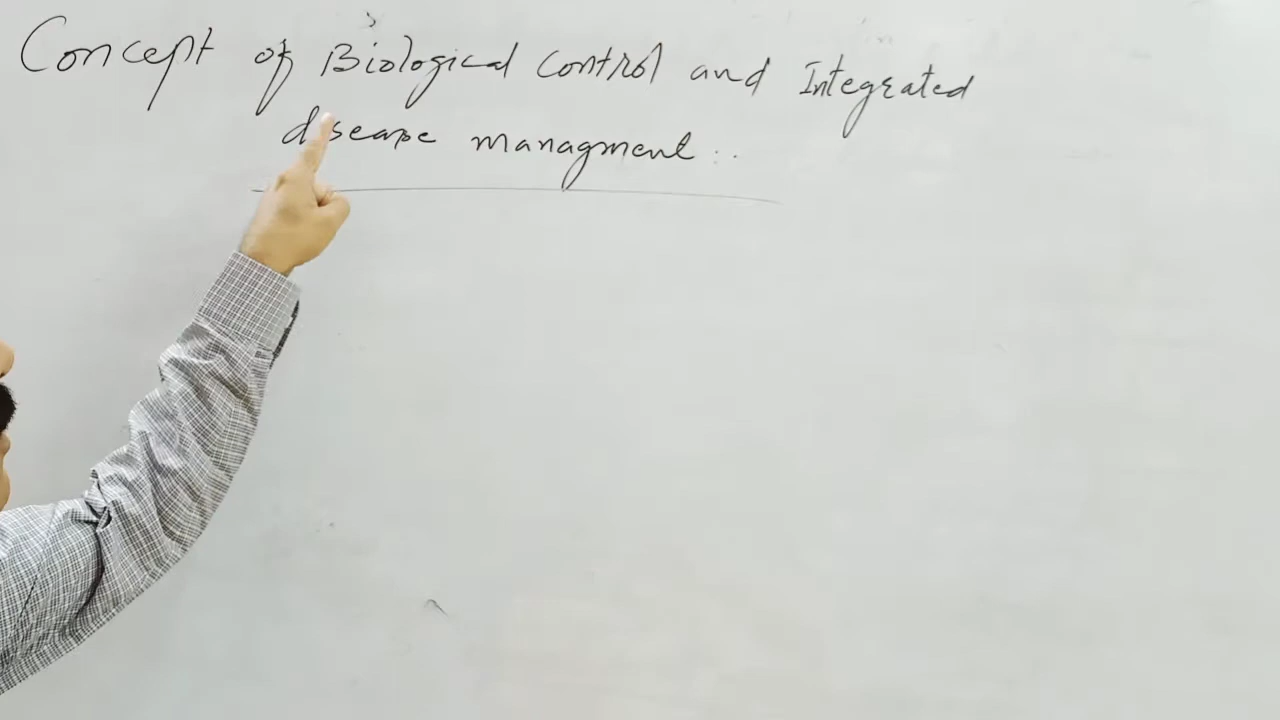 Concept of Biological Control and Integrated
disease managment